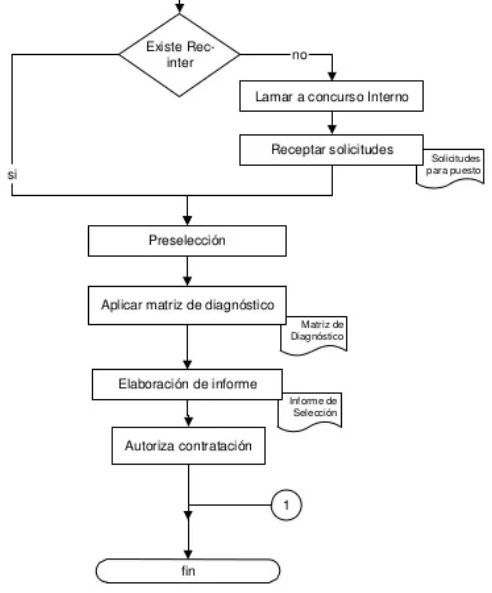 Existe Rec-
inter
no
Lamar a concurso Interno
Receptar solicitudes
Solicitudes
para puesto
si
Preselección
Aplicar matriz de diagnóstico
Matriz de
Diagnóstico
Elaboración de informe
Informe de
Selección
Autoriza contratación
1
fin